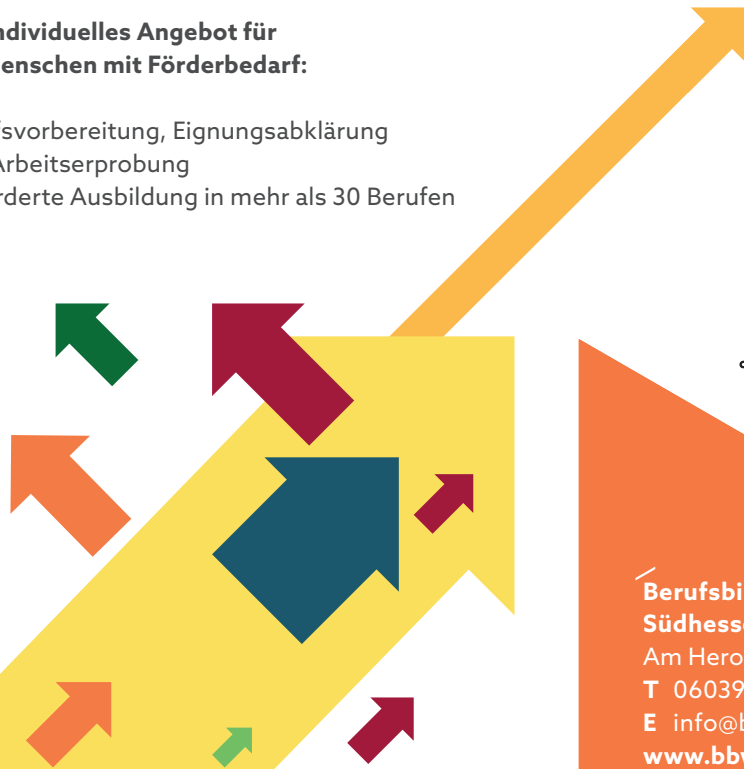 ndividuelles Angebot für
enschen mit Förderbedarf:
fsvorbereitung, Eignungsabklärung
Arbeitserprobung
rderte Ausbildung in mehr als 30 Berufen
Berufsbi
Südhess
Am Hero
T 06039
E info@b
www.bbw